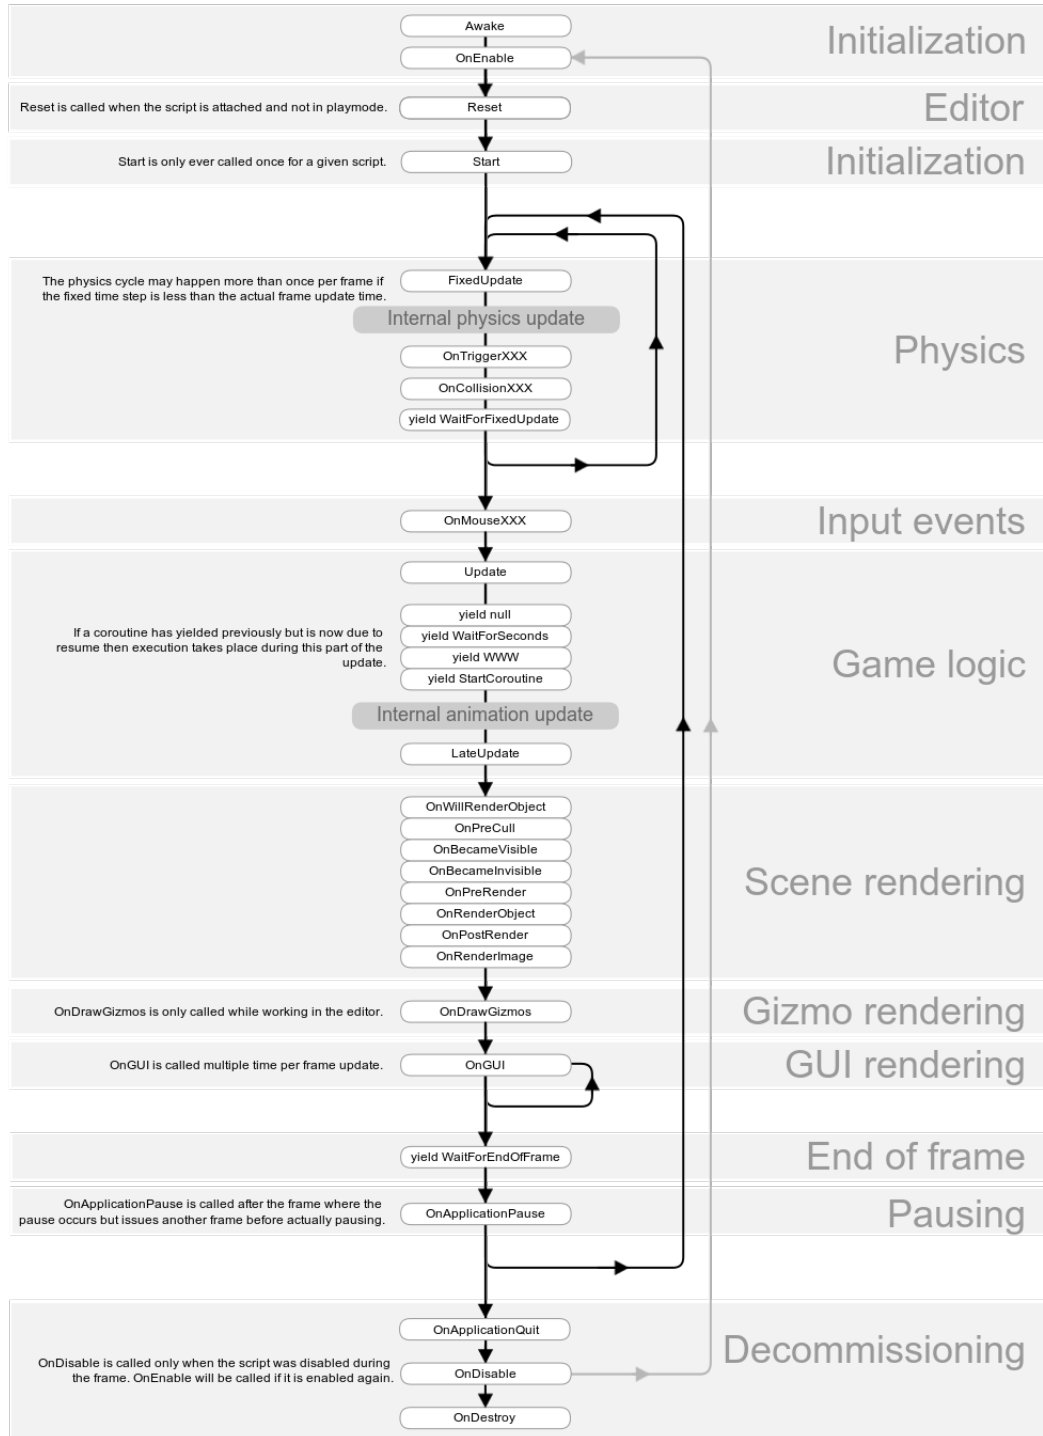 Awake
Initialization
OnEnable
Reset is called when the script is attached and not in playmode.
Reset
Editor
Start is only ever called once for a given script.
Start
Initialization
The physics cycle may happen more than once per frame if
the fixed time step is less than the actual frame update time.
FixedUpdate
Internal physics update
Physics
OnTriggerXXX
OnCollisionXXX
yield WaitForFixedUpdate
OnMouseXXX
Input events
Update
If a coroutine has yielded previously but is now due to
resume then execution takes place during this part of the
update.
yield null
yield WaitForSeconds
yield WWW
yield StartCoroutine
Game logic
Internal animation update
LateUpdate
OnWillRenderObject
OnPreCull
OnBecameVisible
OnBecameInvisible
OnPreRender
OnRenderObject
OnPostRender
OnRenderImage
Scene rendering
OnDrawGizmos is only called while working in the editor.
OnDrawGizmos
Gizmo rendering
OnGUI is called multiple time per frame update.
OnGUI
GUI rendering
yield WaitForEndOfFrame
End of frame
OnApplicationPause is called after the frame where the
pause occurs but issues another frame before actually pausing.
OnApplicationPause
Pausing
OnApplicationQuit
Decommissioning
OnDisable is called only when the script was disabled during
the frame. OnEnable will be called if it is enabled again.
OnDisable
OnDestroy